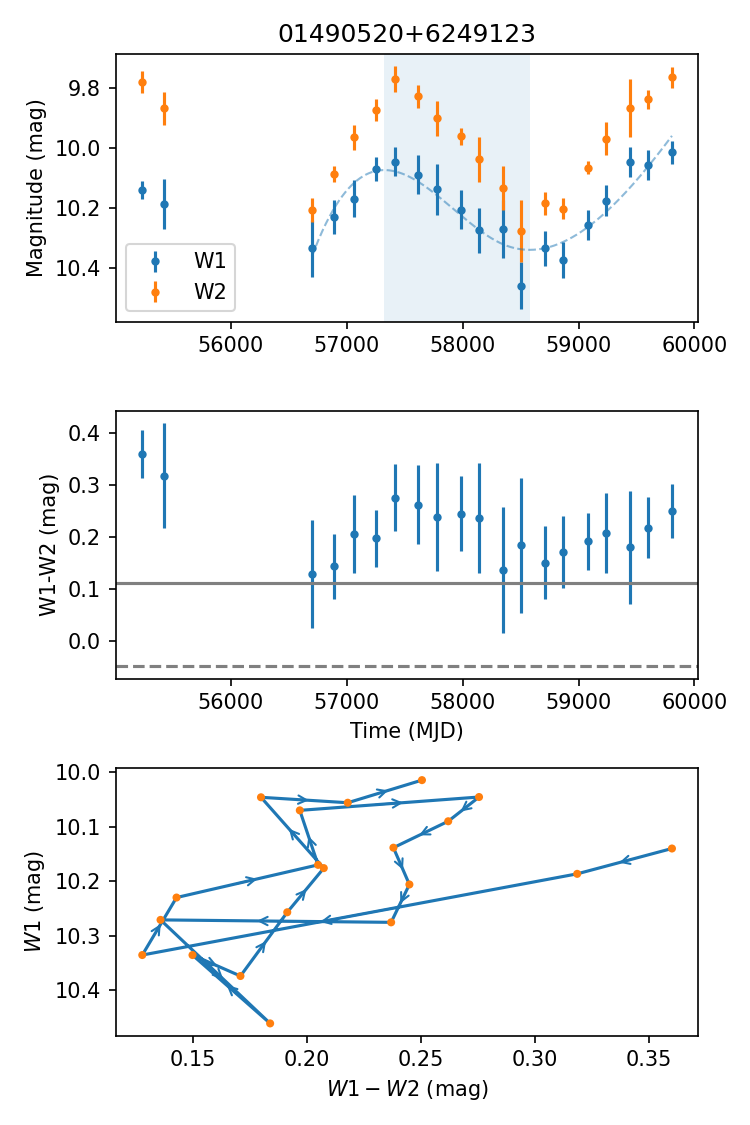 01490520+6249123
Magnitude (mag)
9.8
10.0
10.2
10.4
W1
W2
56000 57000 58000 59000 60000
W1-W2 (mag)
0.4
0.3
0.2
0.1
0.0
56000 57000 58000 59000 60000
Time (MJD)
W1 (mag)
10.0
10.1
10.2
10.3
10.4
0.15 0.20 0.25 0.30 0.35
W1 − W2 (mag)